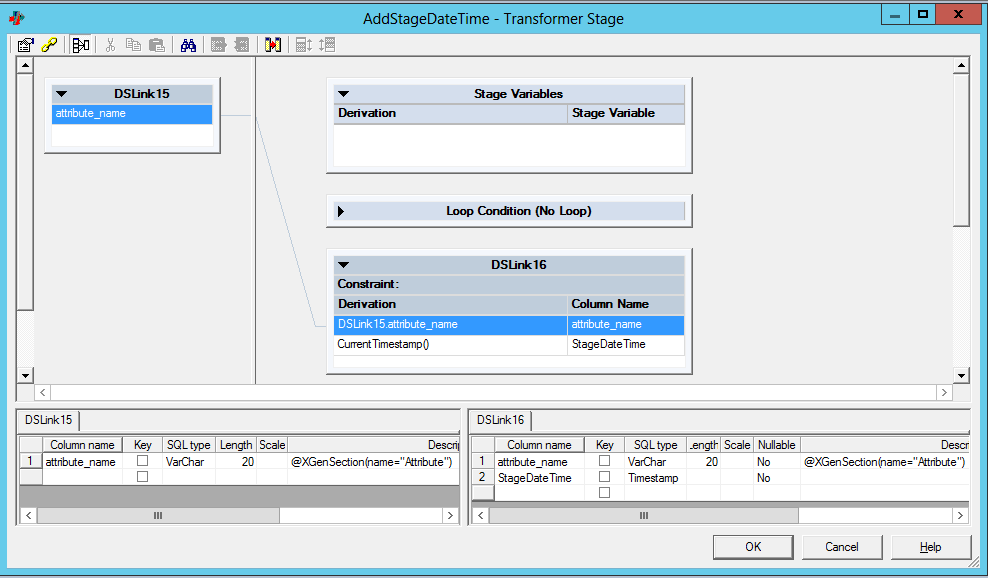 AddStageDateTime - Transformer Stage
DSLink15
attribute_name
Stage Variables
Derivation Stage Variable
Loop Condition (No Loop)
DSLink16
Constraint:
Derivation Column Name
DSLink15.attribute_name attribute_name
CurrentTimestamp() StageDateTime
DSLink15
Column name Key SQL type Length Scale Descrip
1 attribute_name VarChar 20 @XGenSection(name="Attribute")
DSLink16
Column name Key SQL type Length Scale Nullable Descr
1 attribute_name VarChar 20 No @XGenSection(name="Attribute")
2 StageDateTime Timestamp No
OK Cancel Help